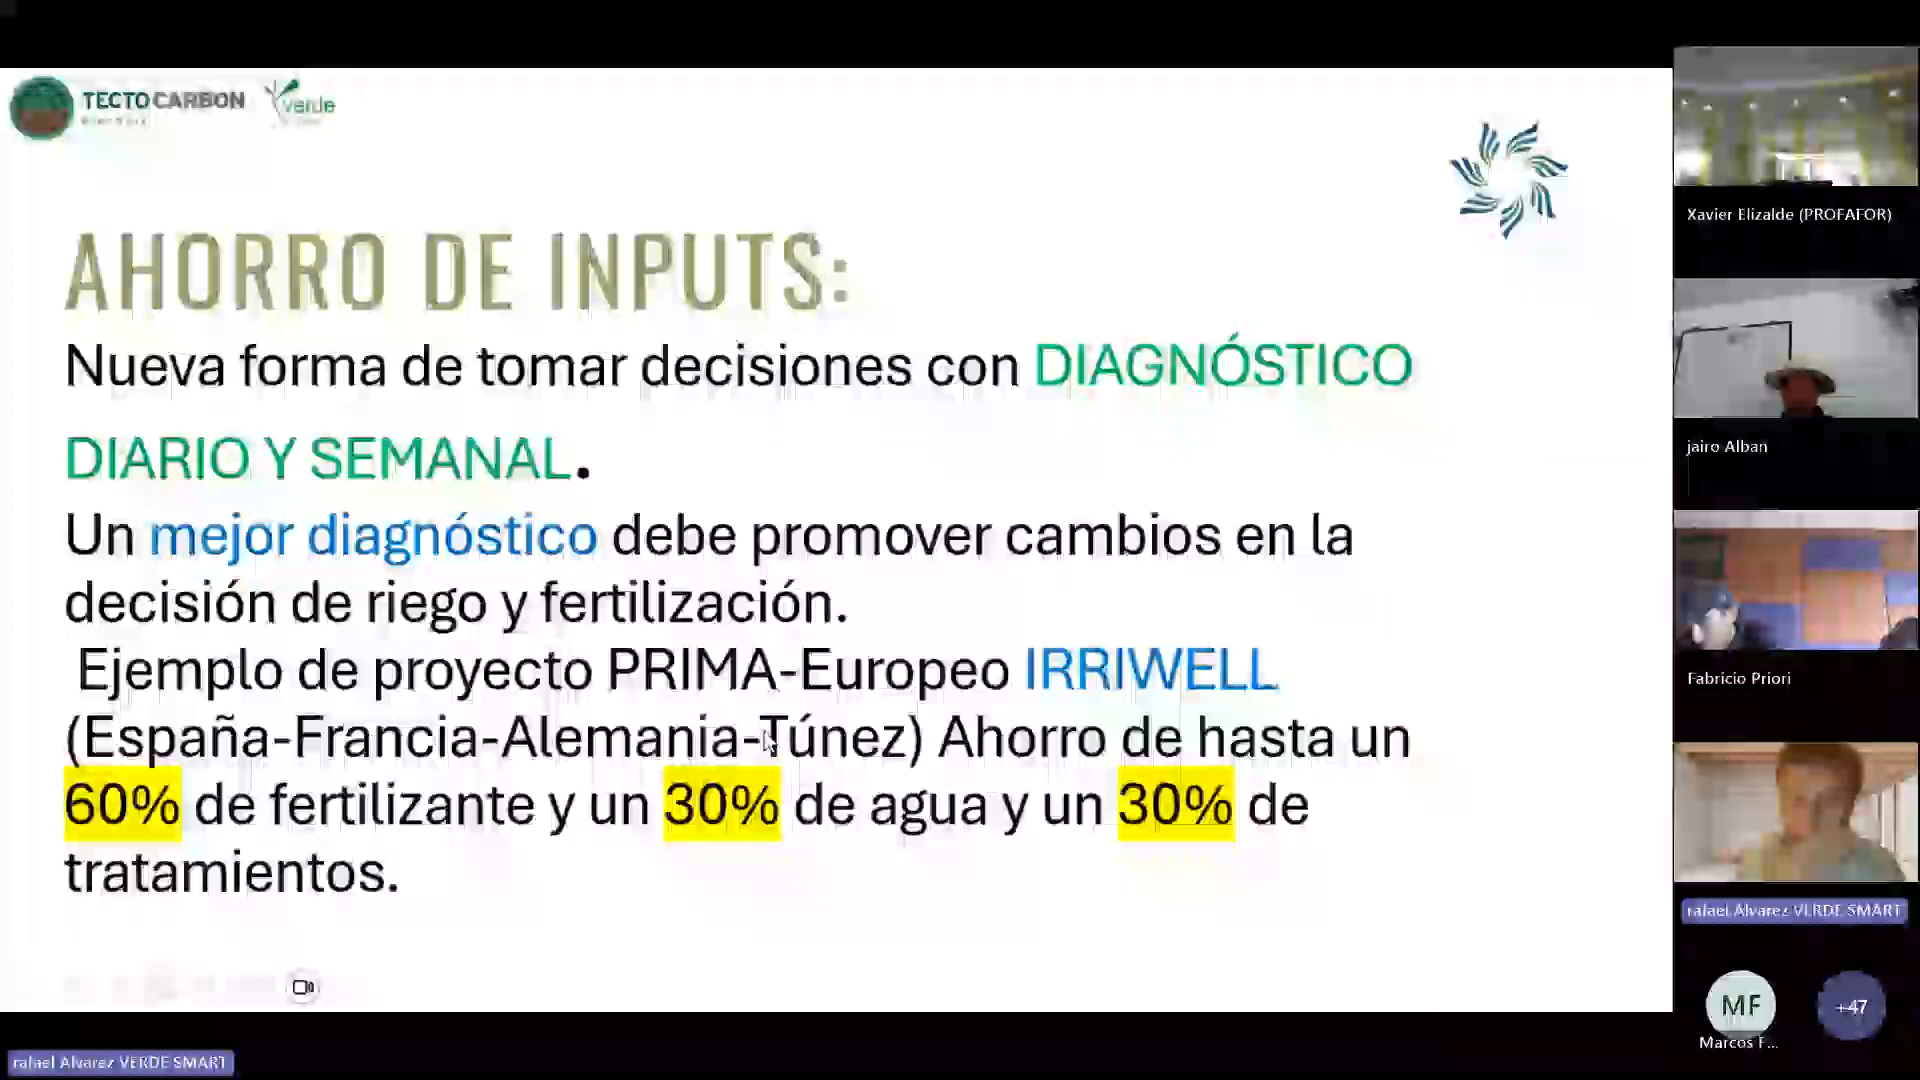 TECTO CARBON
verde
AHORRO DE INPUTS:
Nueva forma de tomar decisiones con DIAGNÓSTICO
DIARIO Y SEMANAL.
Un mejor diagnóstico debe promover cambios en la
decisión de riego y fertilización.
Ejemplo de proyecto PRIMA-Europeo IRRIWELL
(España-Francia-Alemania-Túnez) Ahorro de hasta un
60% de fertilizante y un 30% de agua y un 30% de
tratamientos.
rafael Alvarez VERDE SMART
Xavier Elizalde (PROFAFOR)
jairo Alban
Fabricio Priori
rafael Alvarez VERDE SMART
MF
+47
Marcos F...